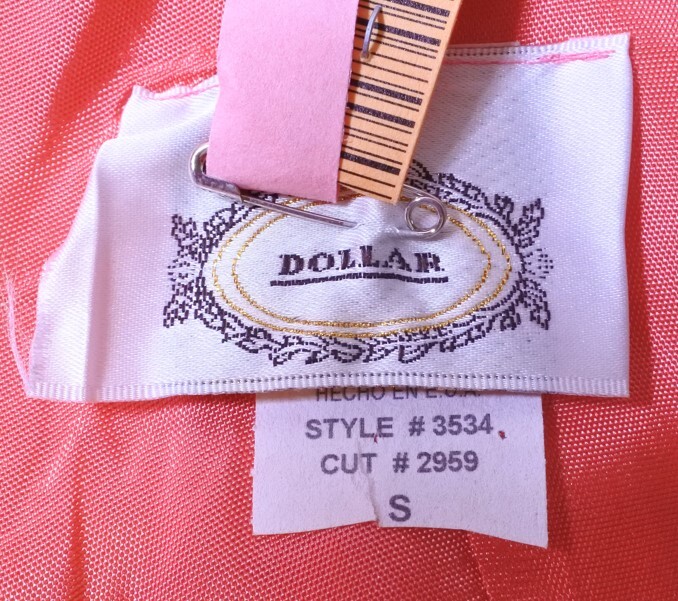 DOLLAR
HECHO EN E.U.A.
STYLE # 3534
CUT # 2959
S